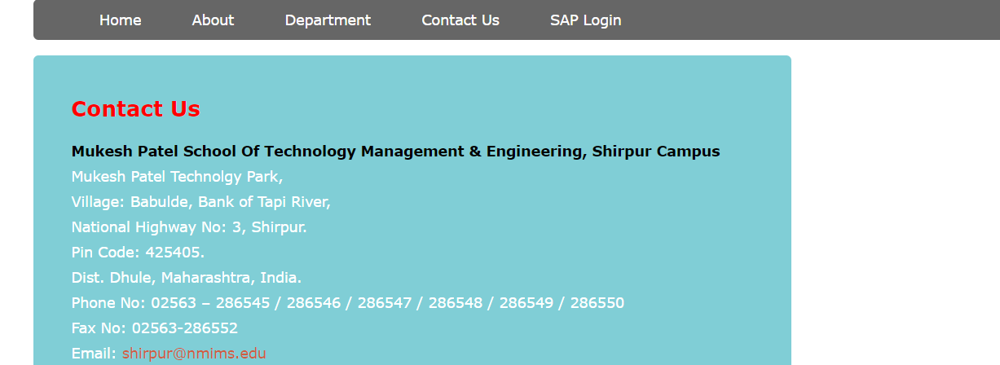 Home About Department Contact Us SAP Login
Contact Us
Mukesh Patel School Of Technology Management & Engineering, Shirpur Campus
Mukesh Patel Technolgy Park,
Village: Babulde, Bank of Tapi River,
National Highway No: 3, Shirpur.
Pin Code: 425405.
Dist. Dhule, Maharashtra, India.
Phone No: 02563 – 286545 / 286546 / 286547 / 286548 / 286549 / 286550
Fax No: 02563-286552
Email: shirpur@nmims.edu